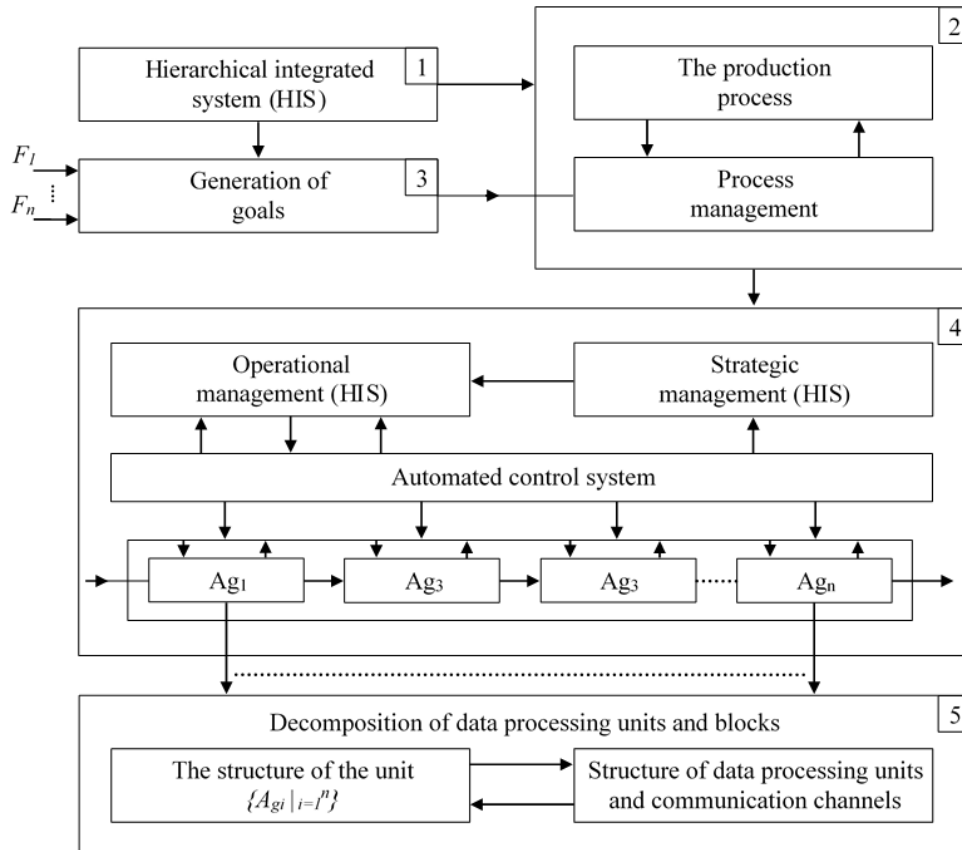 Hierarchical integrated
system (HIS)
1
2
The production
process
F1
Fn
Generation of
goals
3
Process
management
4
Operational
management (HIS)
Strategic
management (HIS)
Automated control system
Ag1
Ag3
Ag3
Agn
5
Decomposition of data processing units and blocks
The structure of the unit
{Agi|i=1n}
Structure of data processing units
and communication channels